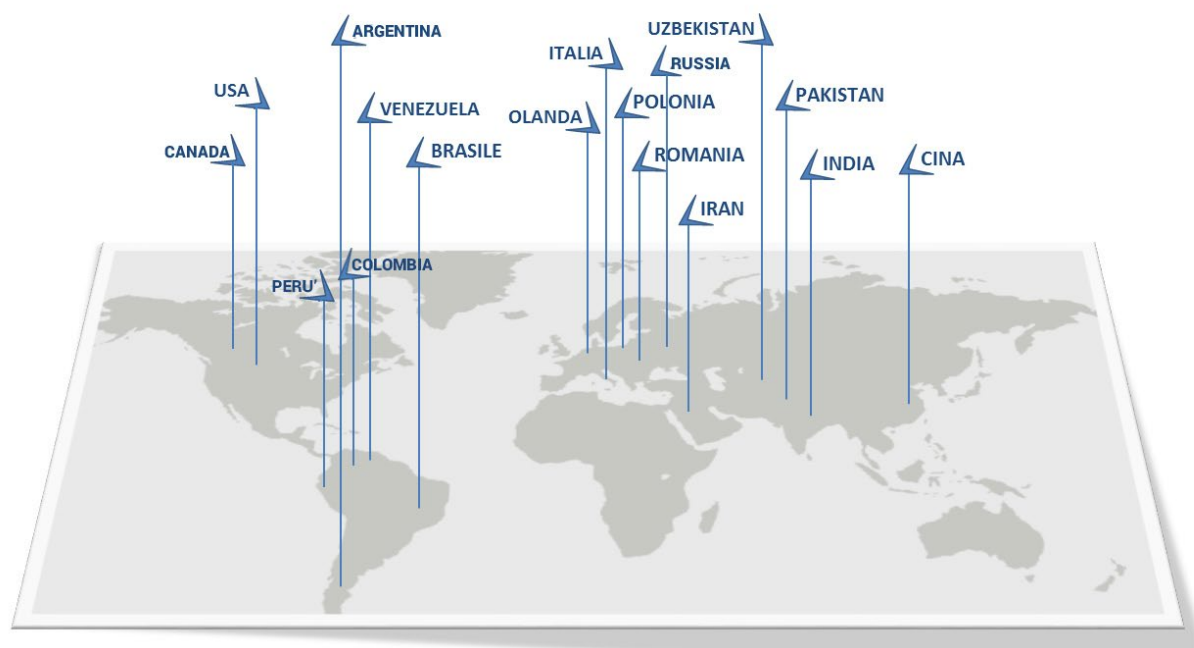 ARGENTINA
UZBEKISTAN
ITALIA
RUSSIA
USA
VENEZUELA
POLONIA
PAKISTAN
OLANDA
CANADA
BRASILE
ROMANIA
INDIA
CINA
IRAN
COLOMBIA
PERU'